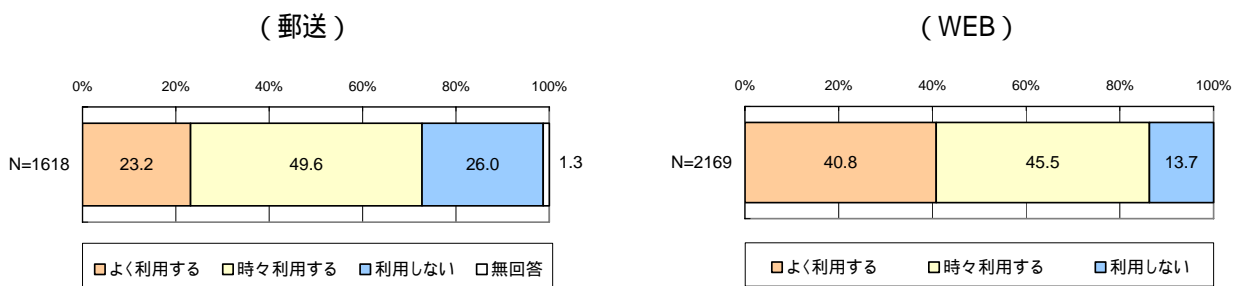 （郵送）
0% 20% 40% 60% 80% 100%
N=1618 23.2 49.6 26.0 1.3
よく利用する 時々利用する 利用しない 無回答
（WEB）
0% 20% 40% 60% 80% 100%
N=2169 40.8 45.5 13.7
よく利用する 時々利用する 利用しない